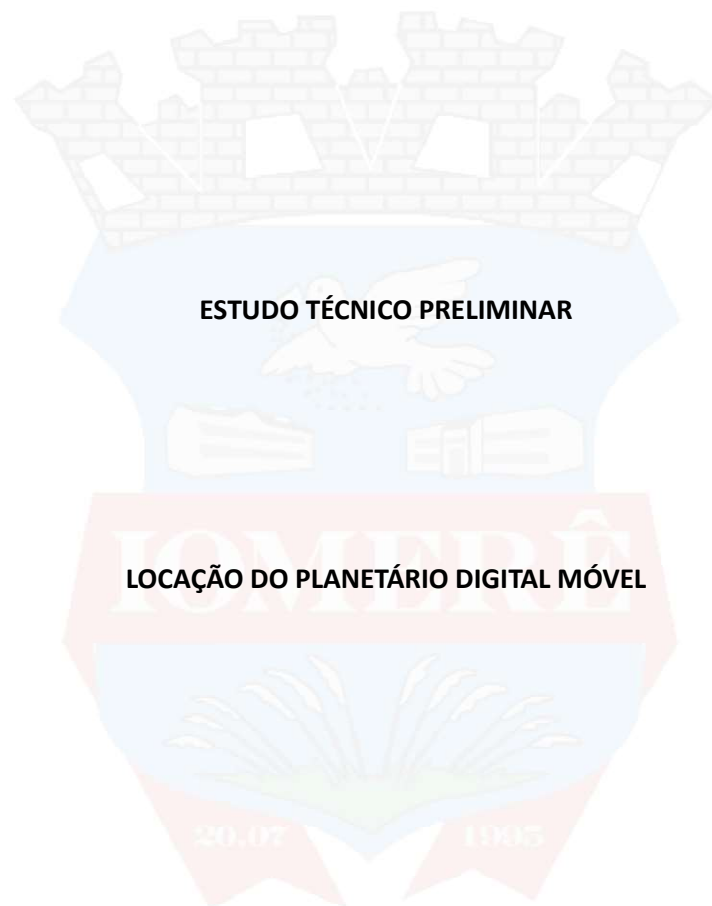 ESTUDO TÉCNICO PRELIMINAR
IOMERÊ
LOCAÇÃO DO PLANETÁRIO DIGITAL MÓVEL
20.07 1995